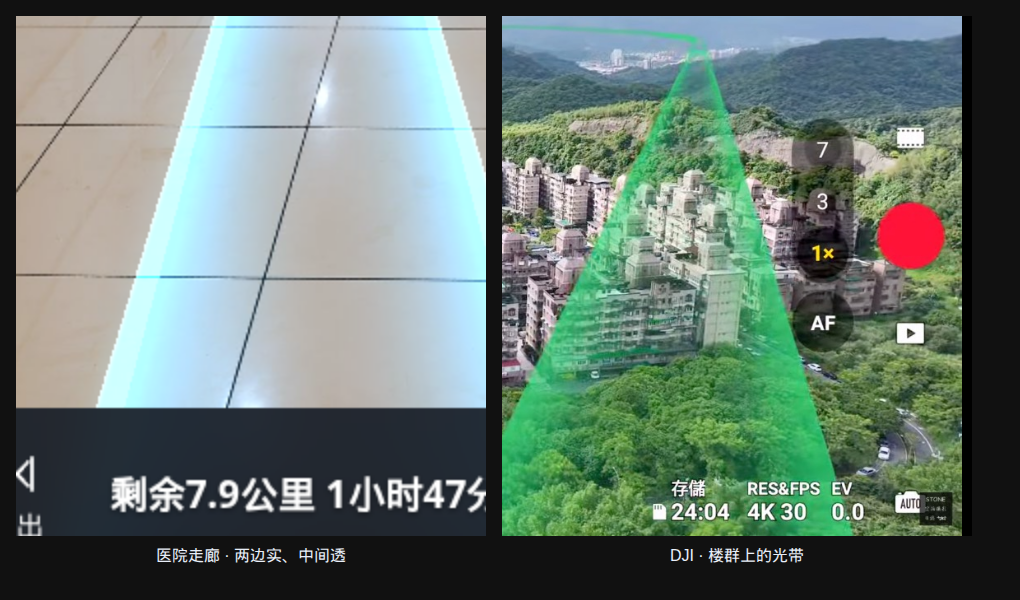 出
剩余7.9公里 1小时47分
7
3
1×
AF
存儲 RES&FPS EV
24:04 4K 30 0.0
AUTO
STONE
医院走廊 · 两边实、中间透
DJI · 楼群上的光带